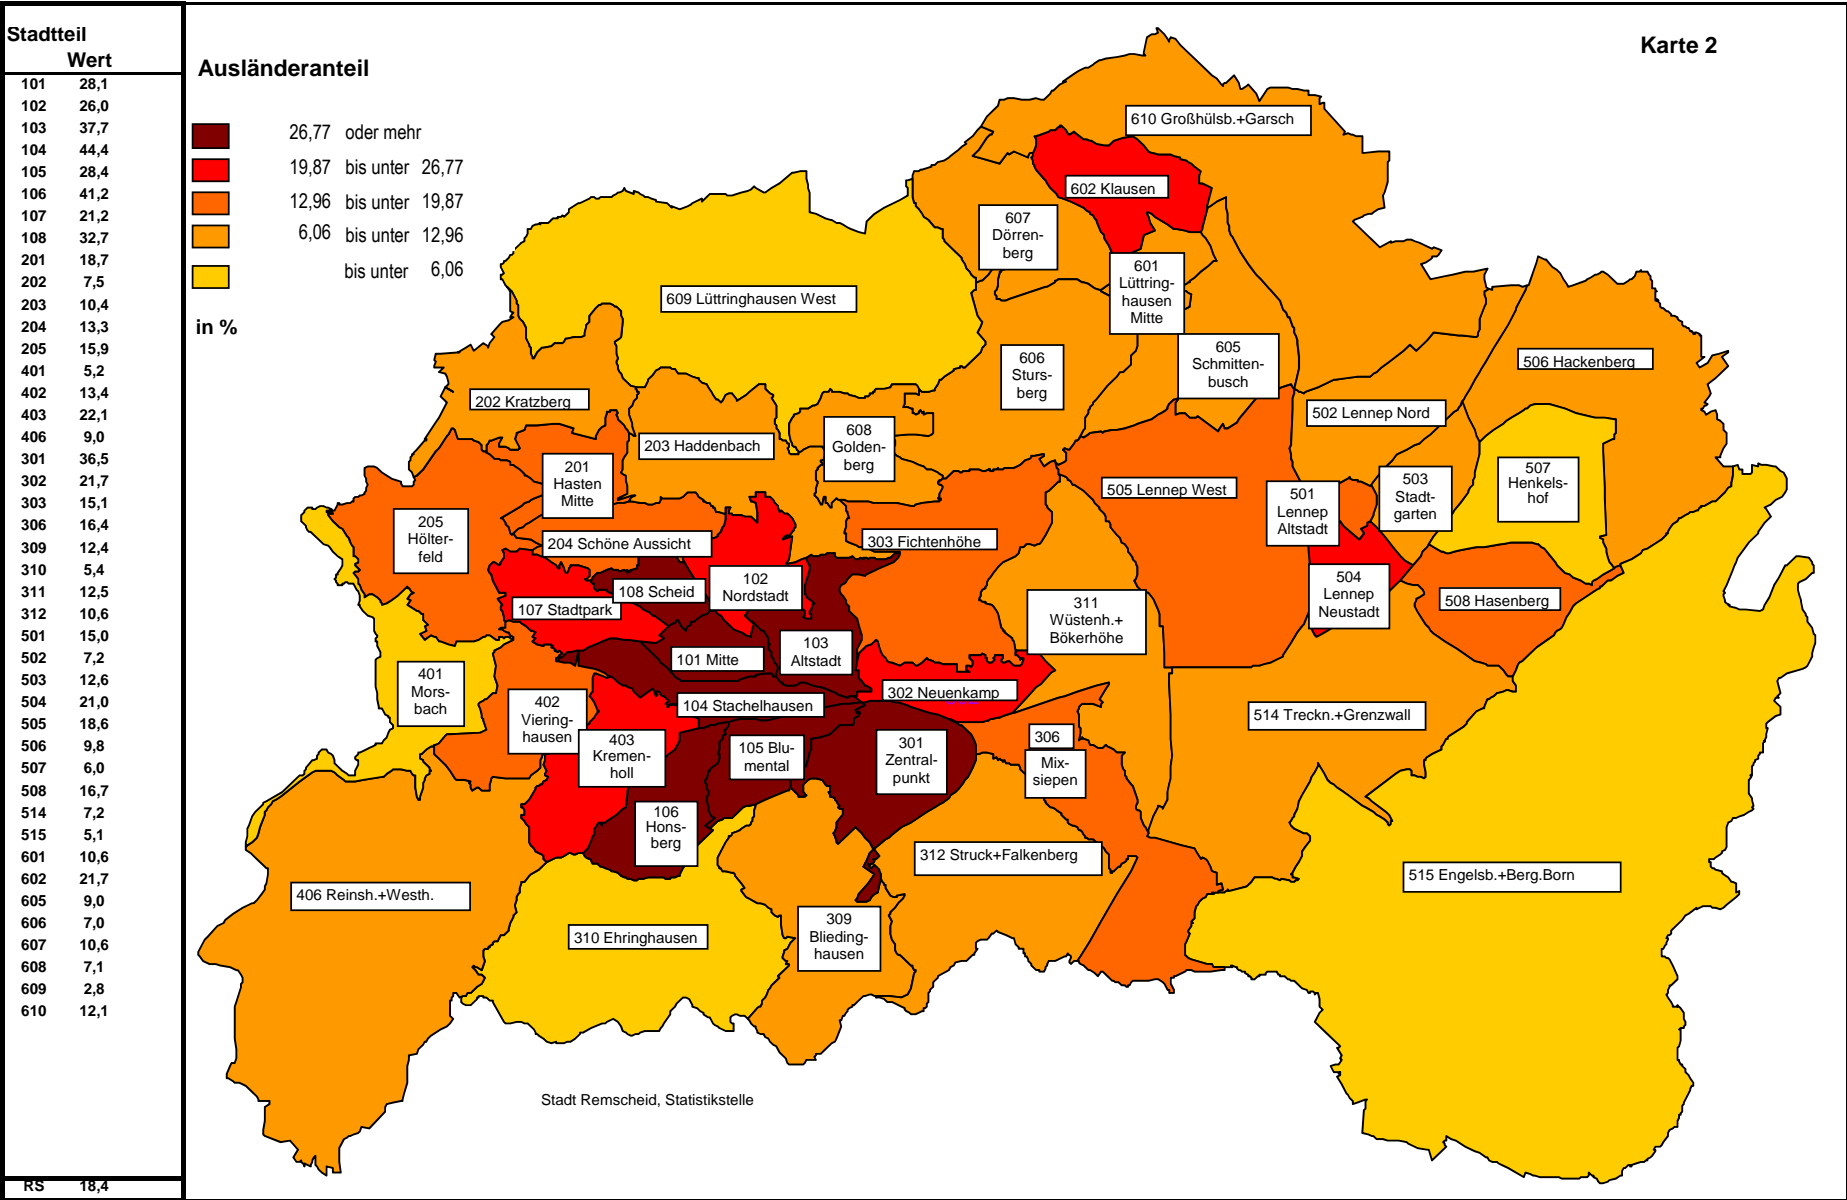 Stadtteil
Wert
101 28,1
102 26,0
103 37,7
104 44,4
105 28,4
106 41,2
107 21,2
108 32,7
201 18,7
202 7,5
203 10,4
204 13,3
205 15,9
401 5,2
402 13,4
403 22,1
406 9,0
301 36,5
302 21,7
303 15,1
306 16,4
309 12,4
310 5,4
311 12,5
312 10,6
501 15,0
502 7,2
503 12,6
504 21,0
505 18,6
506 9,8
507 6,0
508 16,7
514 7,2
515 5,1
601 10,6
602 21,7
605 9,0
606 7,0
607 10,6
608 7,1
609 2,8
610 12,1
RS 18,4
Karte 2
Ausländeranteil
26,77 oder mehr
19,87 bis unter 26,77
12,96 bis unter 19,87
6,06 bis unter 12,96
bis unter 6,06
in %
610 Großhülsb.+Garsch
602 Klausen
607
Dörren-
berg
601
Lüttring-
hausen
Mitte
609 Lüttringhausen West
605
Schmitten-
busch
606
Sturs-
berg
506 Hackenberg
202 Kratzberg
502 Lennep Nord
203 Haddenbach
608
Golden-
berg
201
Hasten
Mitte
507
Henkels-
hof
503
Stadt-
garten
505 Lennep West
501
Lennep
Altstadt
205
Hölter-
feld
204 Schöne Aussicht
303 Fichtenhöhe
108 Scheid
102
Nordstadt
504
Lennep
Neustadt
508 Hasenberg
107 Stadtpark
311
Wüstenh.+
Bökerhöhe
103
Altstadt
101 Mitte
401
Mors-
bach
302 Neuenkamp
104 Stachelhausen
402
Viering-
hausen
514 Treckn.+Grenzwall
403
Kremen-
holl
105 Blu-
mental
301
Zentral-
punkt
306
Mix-
siepen
106
Hons-
berg
312 Struck+Falkenberg
515 Engelsb.+Berg.Born
406 Reinsh.+Westh.
310 Ehringhausen
309
Blieding-
hausen
Stadt Remscheid, Statistikstelle